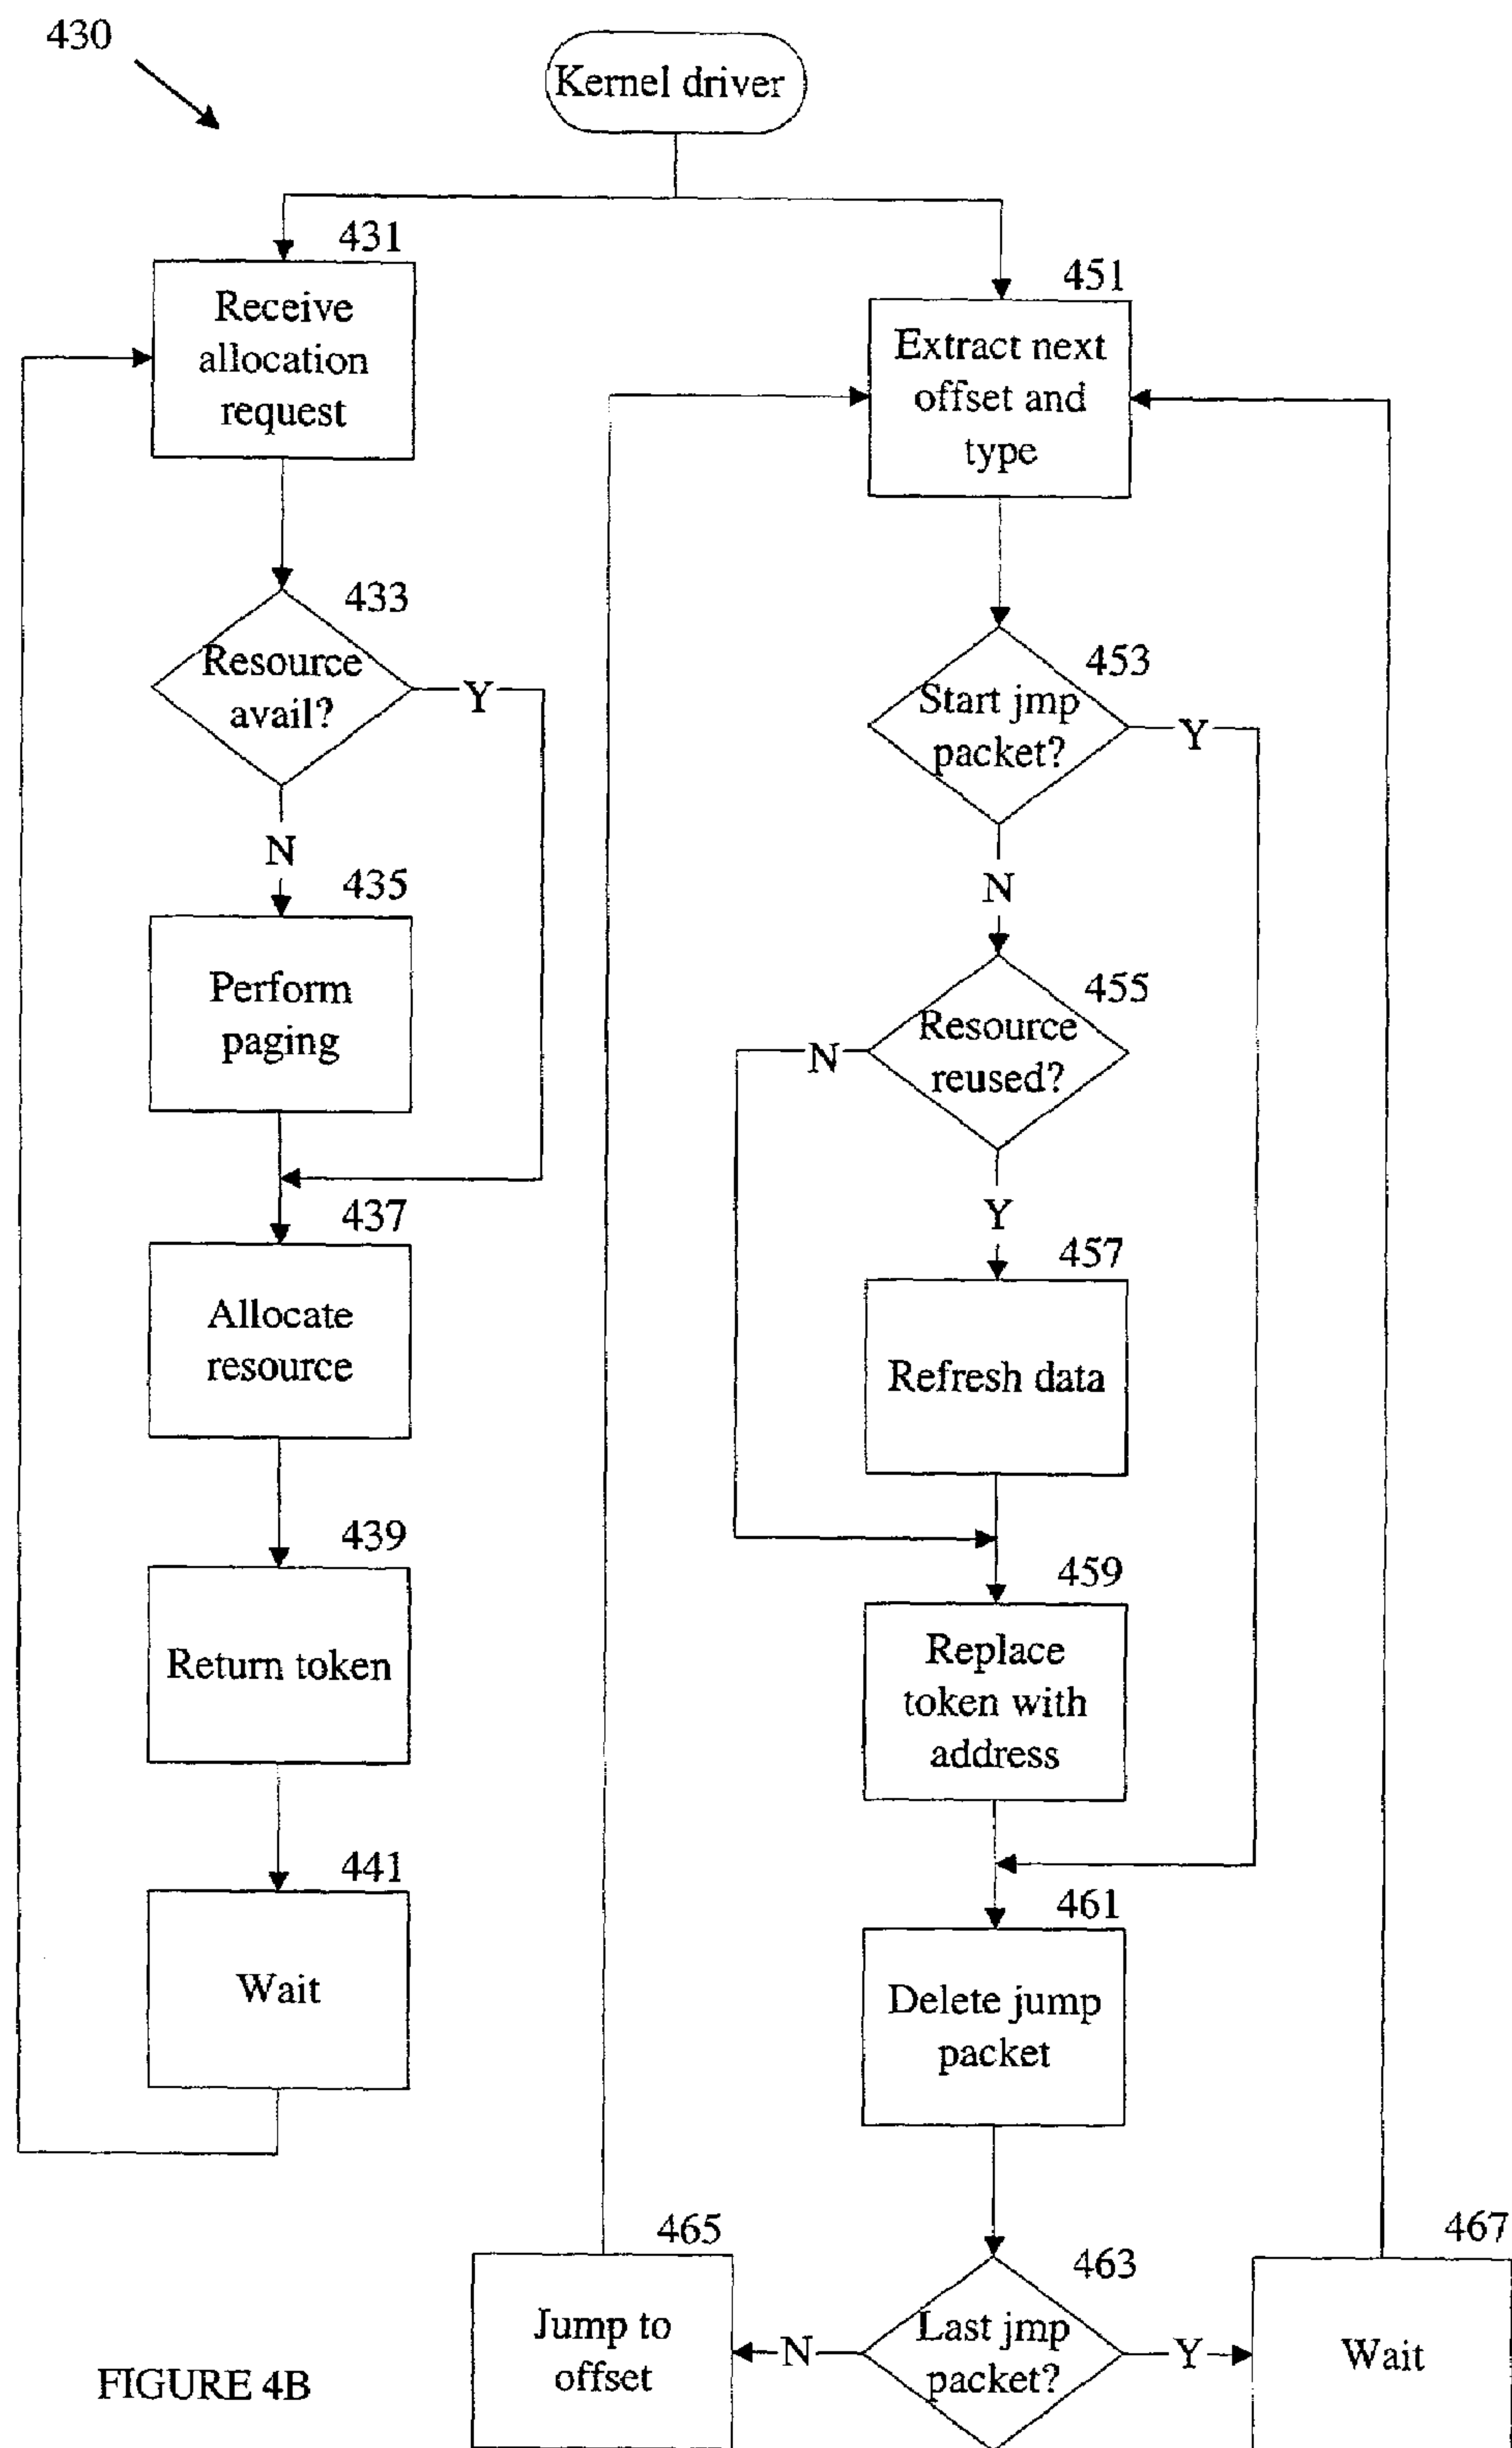 430
Kernel driver
431
Receive
allocation
request
433
Resource
avail?
Y
N
435
Perform
paging
437
Allocate
resource
439
Return token
441
Wait
451
Extract next
offset and
type
453
Start jmp
packet?
Y
N
455
Resource
reused?
N
Y
457
Refresh data
459
Replace
token with
address
461
Delete jump
packet
463
Last jmp
packet?
N
Y
465
Jump to
offset
467
Wait
FIGURE 4B